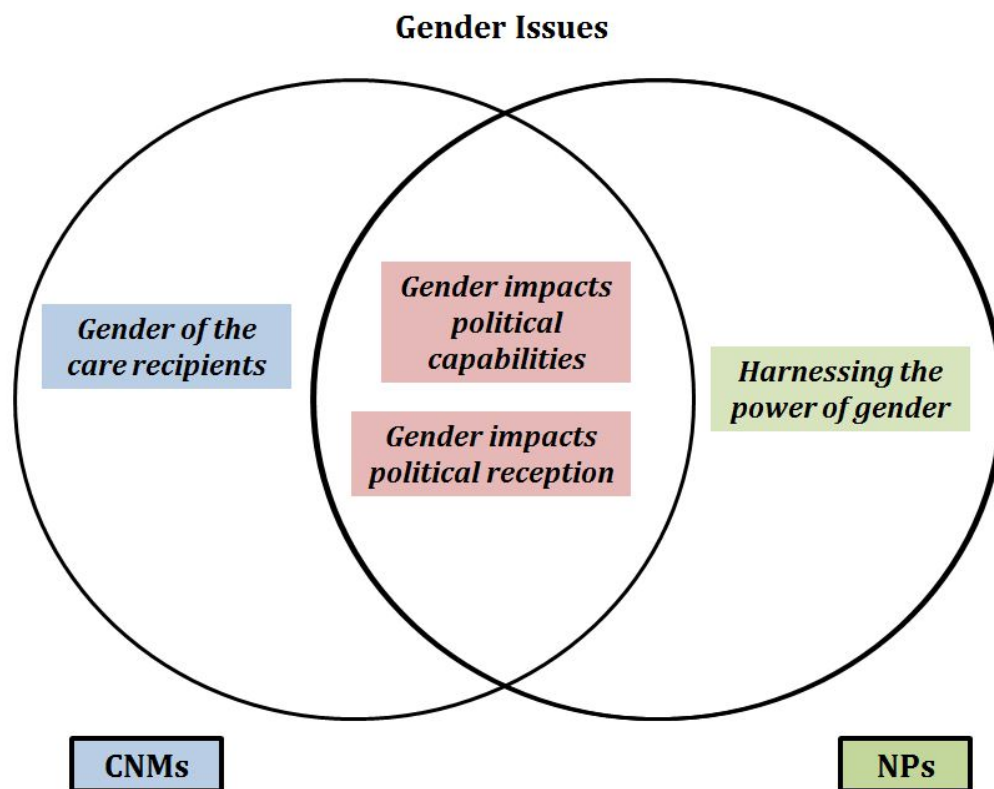 Gender Issues
Gender of the
care recipients
Gender impacts
political
capabilities
Gender impacts
political reception
Harnessing the
power of gender
CNMs
NPs